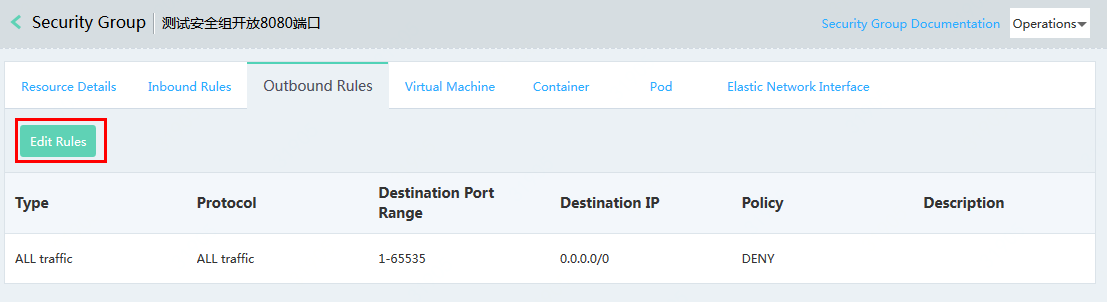 Security Group 测试安全组开放8080端口 Security Group Documentation Operations
Resource Details Inbound Rules Outbound Rules Virtual Machine Container Pod Elastic Network Interface
Edit Rules
Type Protocol Destination Port Range Destination IP Policy Description
ALL traffic ALL traffic 1-65535 0.0.0.0/0 DENY